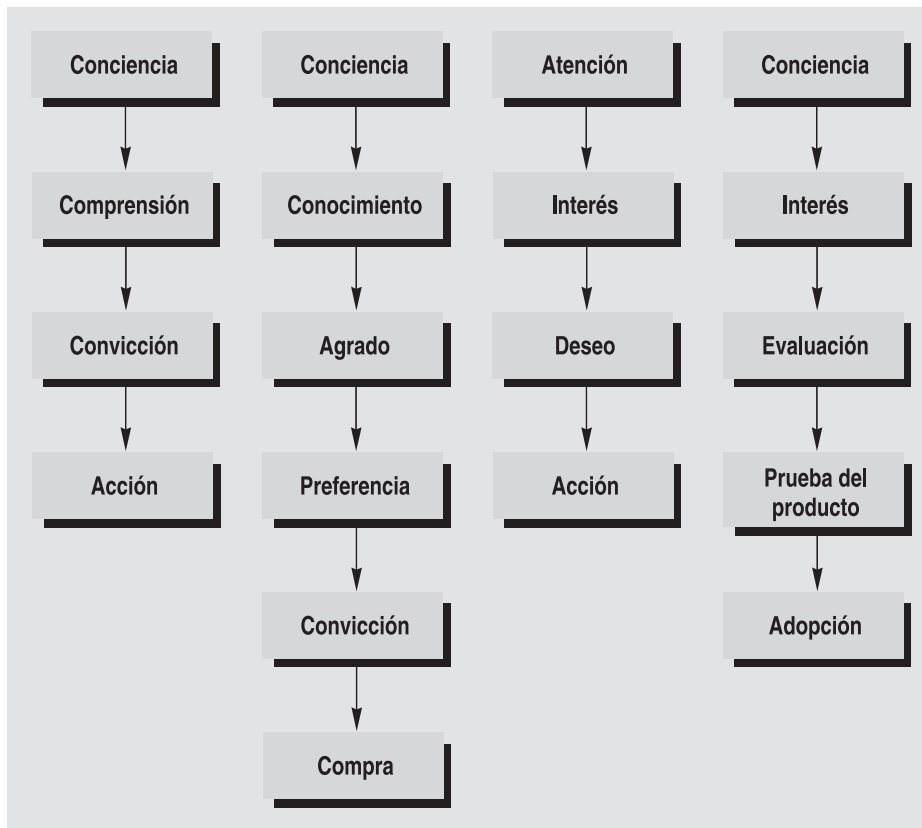 Conciencia
Comprensión
Convicción
Acción
Conciencia
Conocimiento
Agrado
Preferencia
Convicción
Compra
Atención
Interés
Deseo
Acción
Conciencia
Interés
Evaluación
Prueba del
producto
Adopción